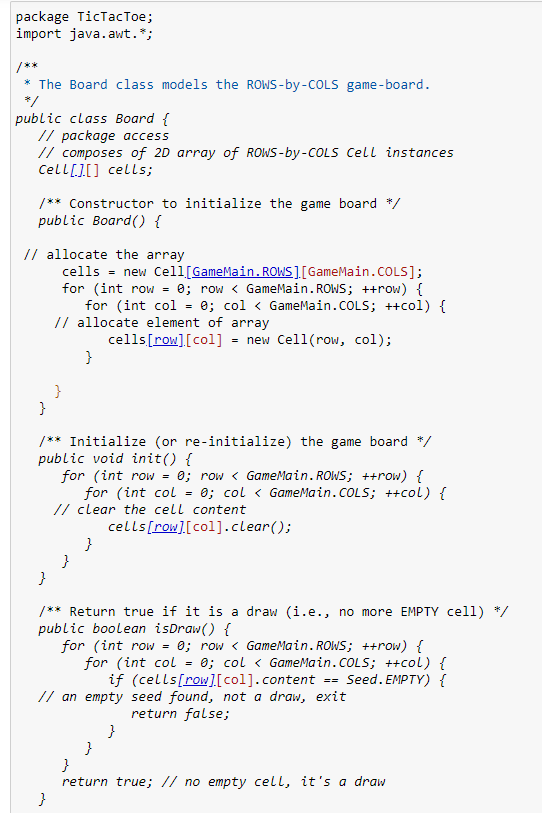 package TicTacToe;
import java.awt.*;

/**
 * The Board class models the ROWS-by-COLS game-board.
 */
public class Board {
   // package access
   // composes of 2D array of ROWS-by-COLS Cell instances
   Cell[][] cells;

   /** Constructor to initialize the game board */
   public Board() {

 // allocate the array
      cells = new Cell[GameMain.ROWS][GameMain.COLS];
      for (int row = 0; row < GameMain.ROWS; ++row) {
         for (int col = 0; col < GameMain.COLS; ++col) {
     // allocate element of array
            cells[row][col] = new Cell(row, col);
         }

     }
   }

   /** Initialize (or re-initialize) the game board */
   public void init() {
      for (int row = 0; row < GameMain.ROWS; ++row) {
         for (int col = 0; col < GameMain.COLS; ++col) {
     // clear the cell content
            cells[row][col].clear();
         }
      }
   }

   /** Return true if it is a draw (i.e., no more EMPTY cell) */
   public boolean isDraw() {
      for (int row = 0; row < GameMain.ROWS; ++row) {
         for (int col = 0; col < GameMain.COLS; ++col) {
            if (cells[row][col].content == Seed.EMPTY) {
   // an empty seed found, not a draw, exit
               return false;
            }
         }
      }
      return true; // no empty cell, it's a draw
   }